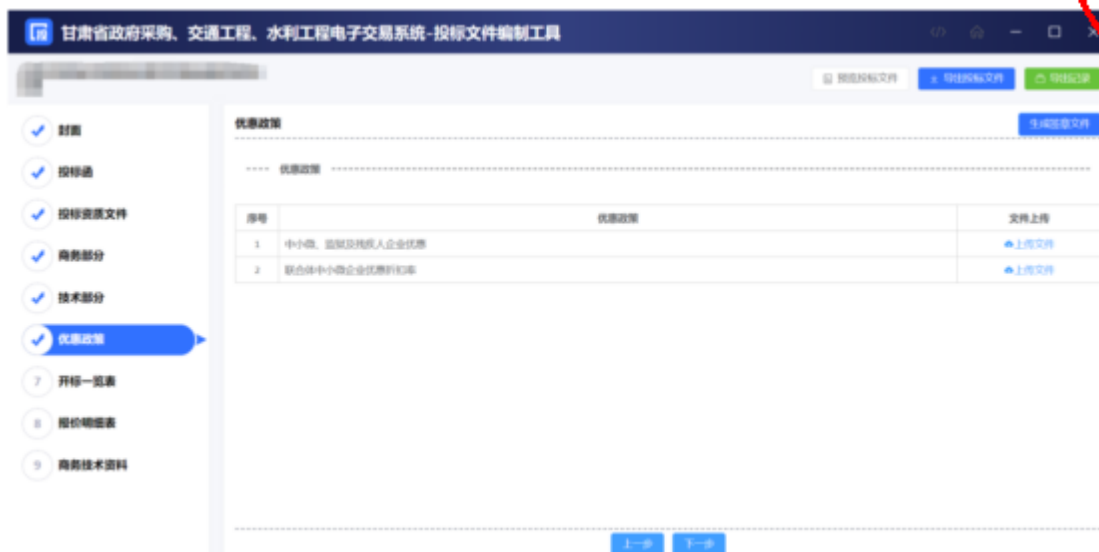 甘肃省政府采购、交通工程、水利工程电子交易系统-投标文件编制工具
预览投标文件 导出投标文件 导出记录
封面
投标函
投标资质文件
商务部分
技术部分
优惠政策
7 开标一览表
8 报价明细表
9 商务技术资料
优惠政策 生成签章文件
优惠政策
序号 优惠政策 文件上传
1 中小微、监狱及残疾人企业优惠 上传文件
2 联合体中小微企业优惠折扣率 上传文件
上一步 下一步